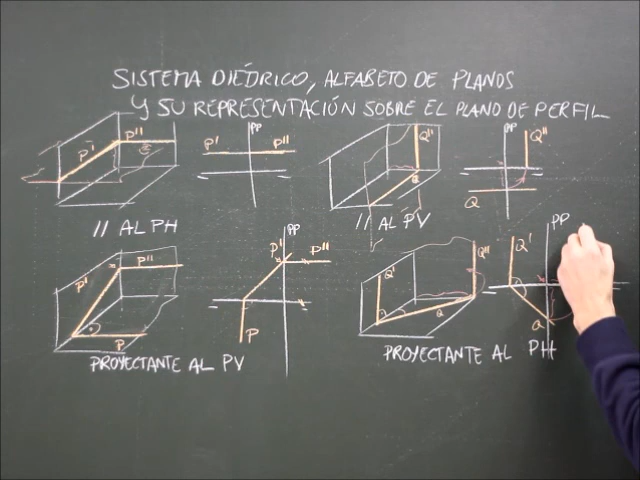 SISTEMA DIÉDRICO, ALFABETO DE PLANOS
Y SU REPRESENTACIÓN SOBRE EL PLANO DE PERFIL
P' P'' P' PP P'' Q'' Q PP Q'' Q
// AL PH // AL PV
P' P'' P P' PP P'' P Q' Q'' Q Q' PP Q
PROYECTANTE AL PV PROYECTANTE AL PH